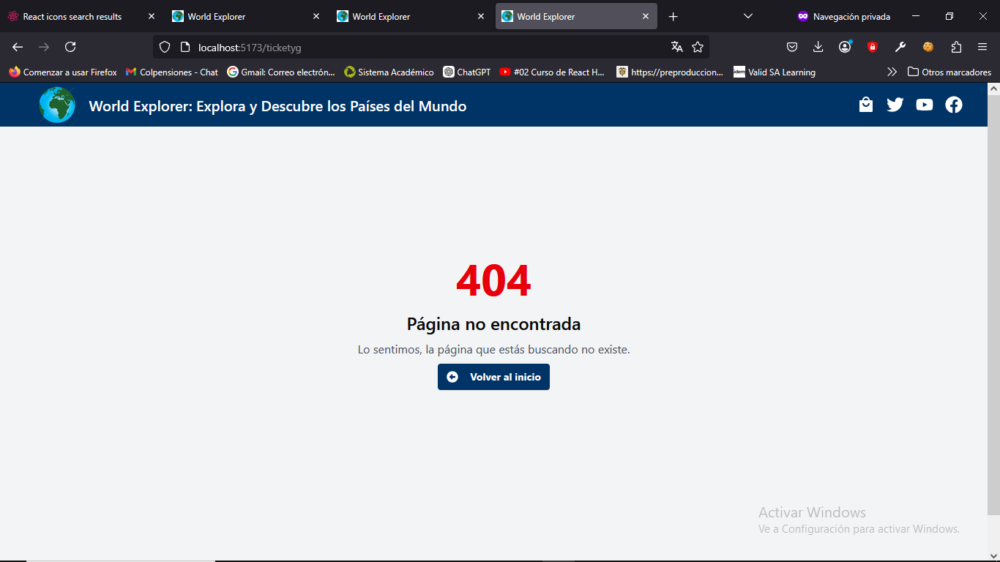 React icons search results
World Explorer
World Explorer
World Explorer
Navegación privada
localhost:5173/ticketyg
Comenzar a usar Firefox
Colpensiones - Chat
Gmail: Correo electrón...
Sistema Académico
ChatGPT
#02 Curso de React H...
https://preproduccion...
Valid SA Learning
Otros marcadores
World Explorer: Explora y Descubre los Países del Mundo
404
Página no encontrada
Lo sentimos, la página que estás buscando no existe.
Volver al inicio
Activar Windows
Ve a Configuración para activar Windows.